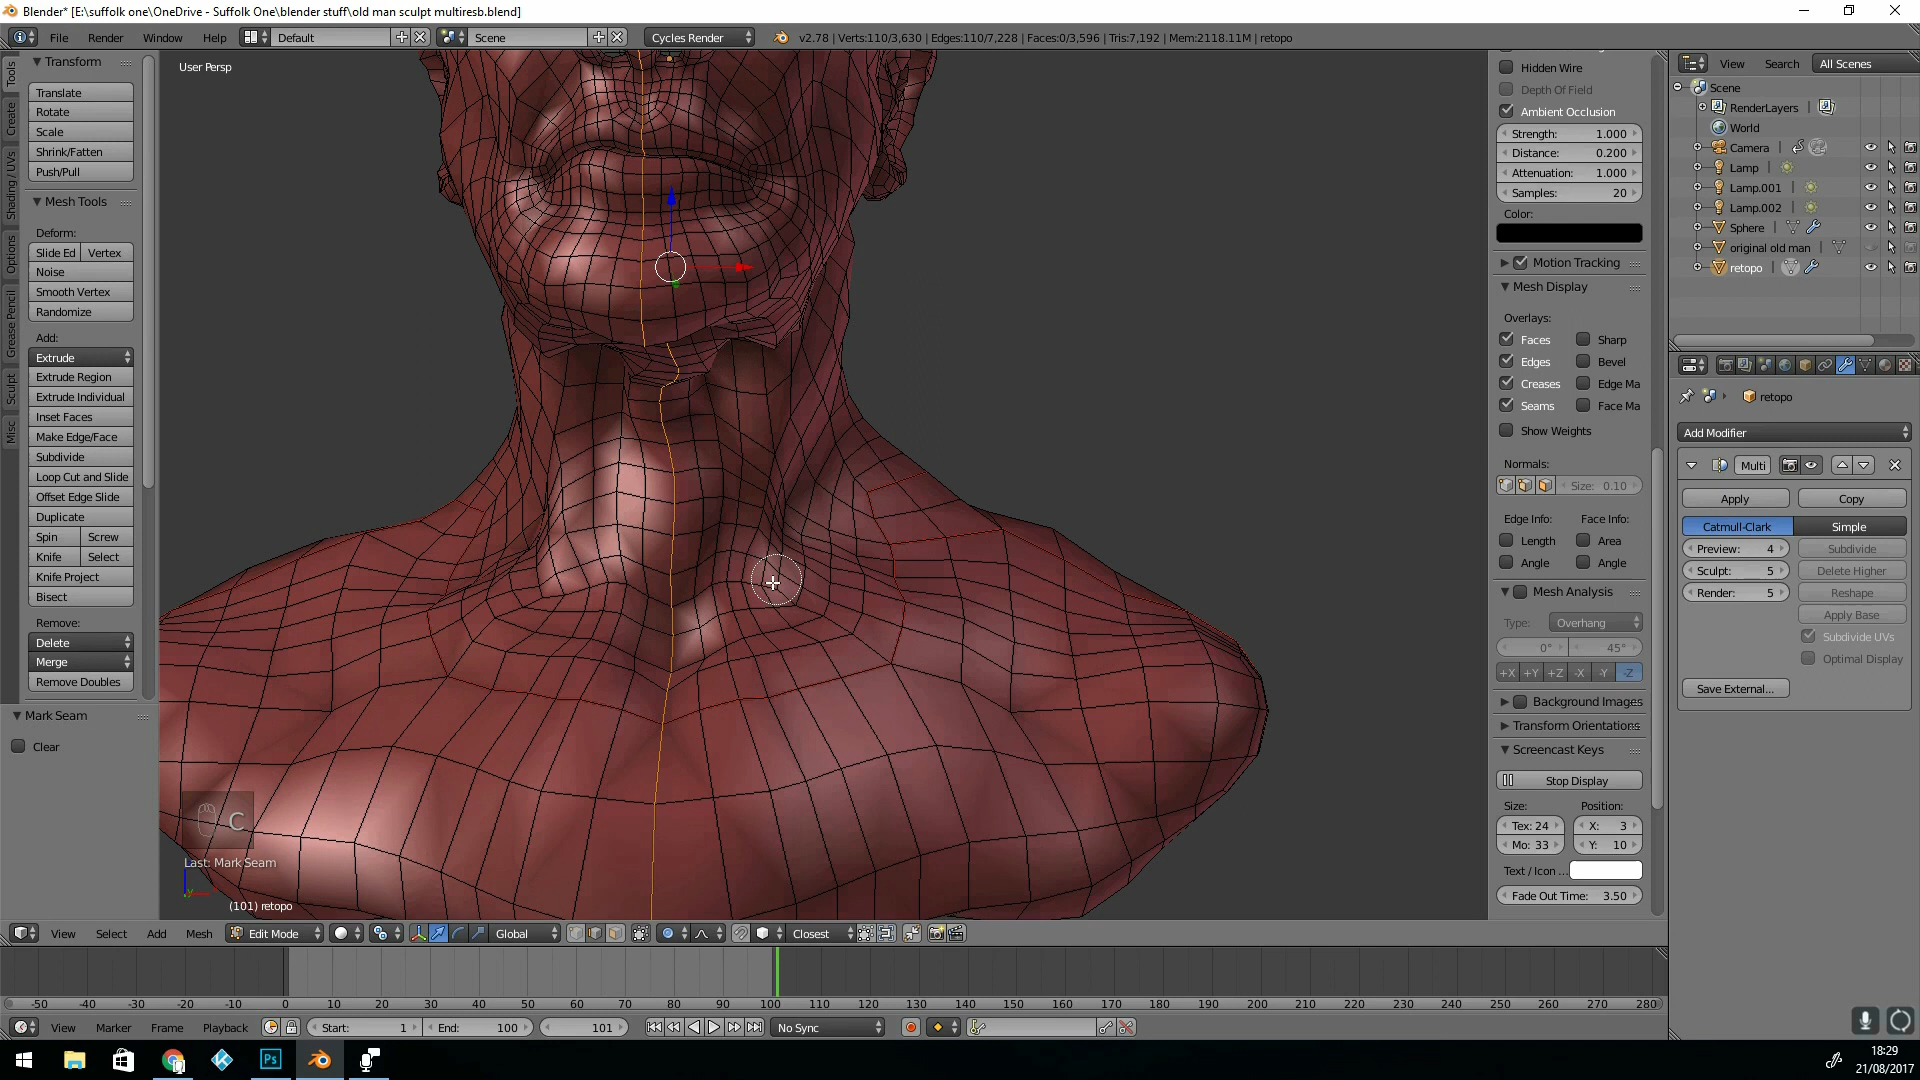 Blender* [E:\suffolk one\OneDrive - Suffolk One\blender stuff\old man sculpt multiresb.blend]
File Render Window Help Default Scene Cycles Render v2.78 | Verts:110/3,630 | Edges:110/7,228 | Faces:0/3,596 | Tris:7,192 | Mem:2118.11M | retopo
Tools
Create
Shading / UVs
Options
Grease Pencil
Sculpt
Misc
Transform
Translate
Rotate
Scale
Shrink/Fatten
Push/Pull
Mesh Tools
Deform:
Slide Ed Vertex
Noise
Smooth Vertex
Randomize
Add:
Extrude
Extrude Region
Extrude Individual
Inset Faces
Make Edge/Face
Subdivide
Loop Cut and Slide
Offset Edge Slide
Duplicate
Spin Screw
Knife Select
Knife Project
Bisect
Remove:
Delete
Merge
Remove Doubles
Mark Seam
Clear
User Persp
C
Last: Mark Seam
(101) retopo
Hidden Wire
Depth Of Field
Ambient Occlusion
Strength: 1.000
Distance: 0.200
Attenuation: 1.000
Samples: 20
Color:
Motion Tracking
Mesh Display
Overlays:
Faces Sharp
Edges Bevel
Creases Edge Ma
Seams Face Ma
Show Weights
Normals:
Size: 0.10
Edge Info: Face Info:
Length Area
Angle Angle
Mesh Analysis
Type: Overhang
0° 45°
+X +Y +Z -X -Y -Z
Background Images
Transform Orientations
Screencast Keys
Stop Display
Size: Position:
Tex: 24 X: 3
Mo: 33 Y: 10
Text / Icon ...
Fade Out Time: 3.50
View Search All Scenes
Scene
RenderLayers
World
Camera
Lamp
Lamp.001
Lamp.002
Sphere
original old man
retopo
retopo
Add Modifier
Multi
Apply Copy
Catmull-Clark Simple
Preview: 4 Subdivide
Sculpt: 5 Delete Higher
Render: 5 Reshape
Apply Base
Subdivide UVs
Optimal Display
Save External...
View Select Add Mesh Edit Mode Global Closest
-50 -40 -30 -20 -10 0 10 20 30 40 50 60 70 80 90 100 110 120 130 140 150 160 170 180 190 200 210 220 230 240 250 260 270 280
View Marker Frame Playback Start: 1 End: 100 101 No Sync
Ps
18:29
21/08/2017